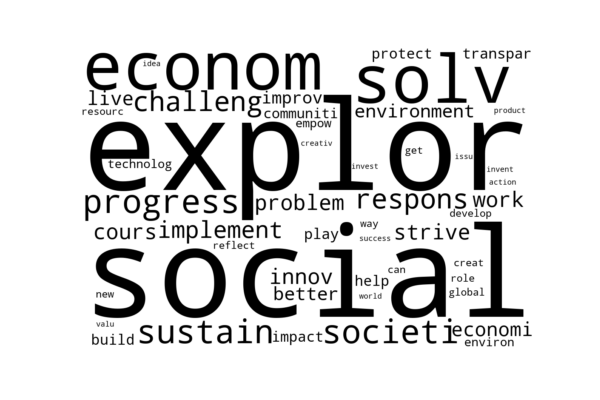 econom
idea
protect
transpar
solv
live
challeng
improv
resourc
communiti
environment
product
empow
explor
creativ
technolog
get
issu
invest
invent
action
progress
problem
respons
work
develop
cours
implement
play
way
success
strive
reflect
social
innov
better
help
can
world
creat
role
global
new
valu
build
sustain
impact
societi
economi
environ